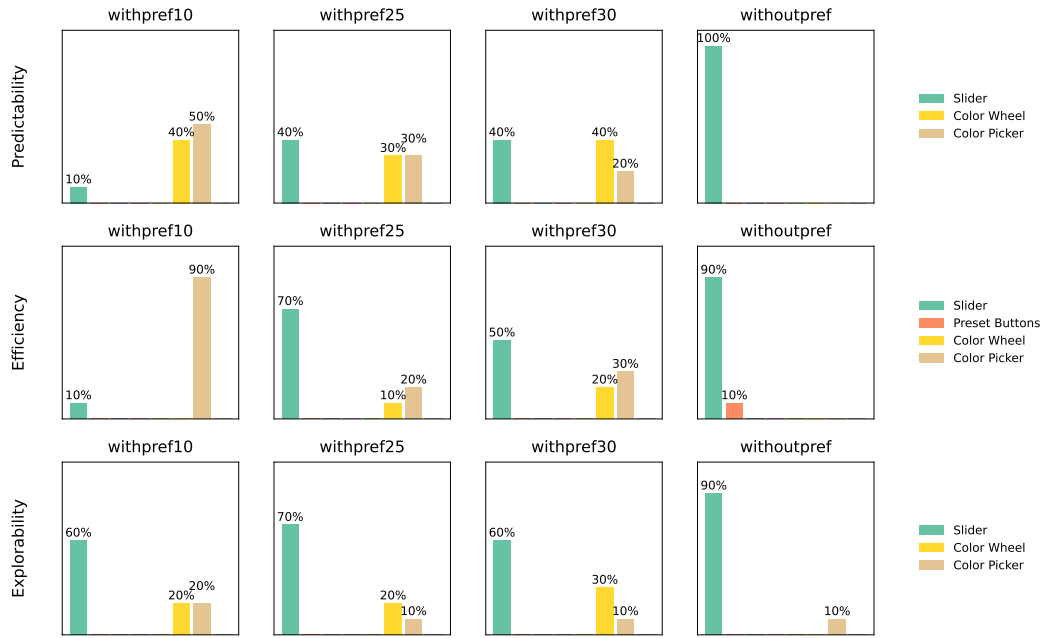 withpref10
withpref25
withpref30
withoutpref
Predictability
10%
40%
50%
40%
30%
30%
40%
40%
20%
100%
Slider
Color Wheel
Color Picker
withpref10
withpref25
withpref30
withoutpref
Efficiency
10%
90%
70%
10%
20%
50%
20%
30%
90%
10%
Slider
Preset Buttons
Color Wheel
Color Picker
withpref10
withpref25
withpref30
withoutpref
Explorability
60%
20%
20%
70%
20%
10%
60%
30%
10%
90%
10%
Slider
Color Wheel
Color Picker